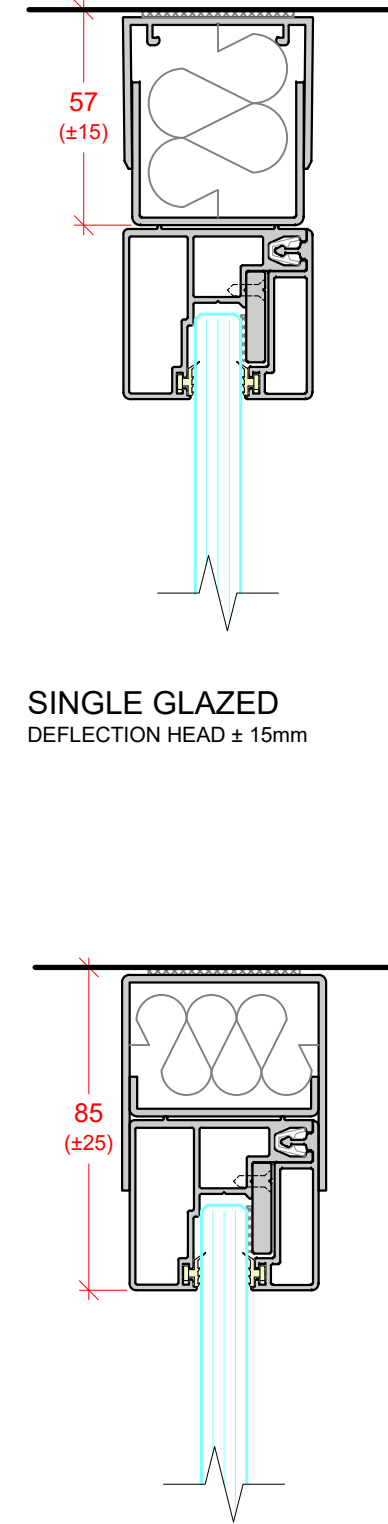 57
(±15)
SINGLE GLAZED
DEFLECTION HEAD ± 15mm
85
(±25)